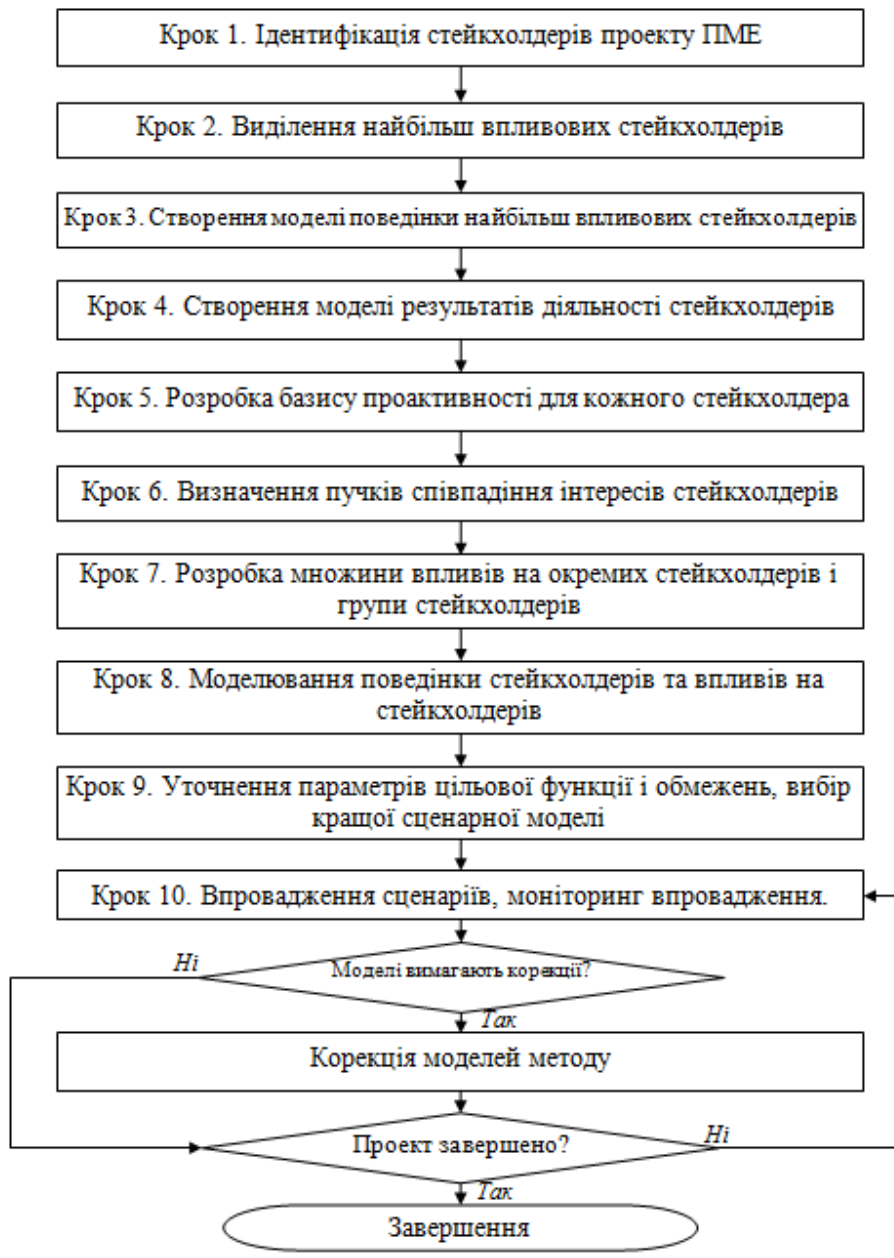 Крок 1. Ідентифікація стейкхолдерів проекту ПМЕ
Крок 2. Виділення найбільш впливових стейкхолдерів
Крок 3. Створення моделі поведінки найбільш впливових стейкхолдерів
Крок 4. Створення моделі результатів діяльності стейкхолдерів
Крок 5. Розробка базису проактивності для кожного стейкхолдера
Крок 6. Визначення пучків співпадіння інтересів стейкхолдерів
Крок 7. Розробка множини впливів на окремих стейкхолдерів і
групи стейкхолдерів
Крок 8. Моделювання поведінки стейкхолдерів та впливів на
стейкхолдерів
Крок 9. Уточнення параметрів цільової функції і обмежень, вибір
кращої сценарної моделі
Крок 10. Впровадження сценаріїв, моніторинг впровадження.
Ні
Моделі вимагають корекції?
Так
Корекція моделей методу
Проект завершено?
Ні
Так
Завершення